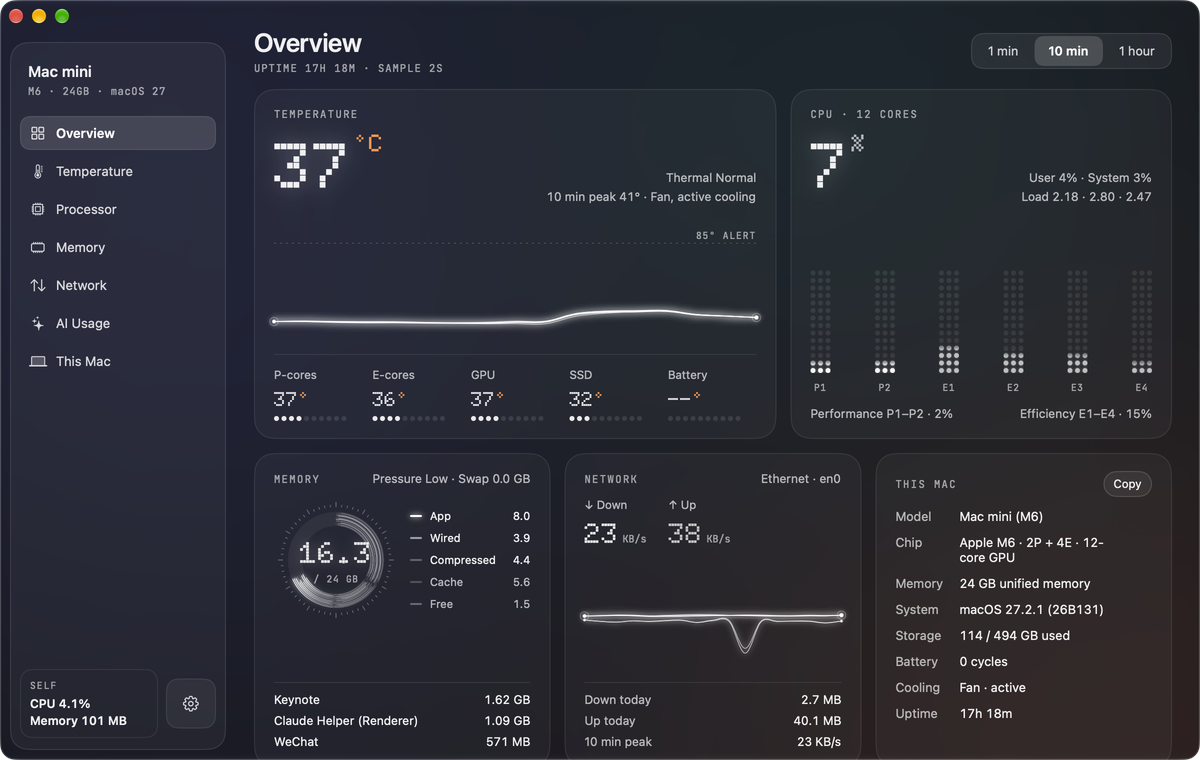 Mac mini
M6 · 24GB · macOS 27
Overview
Temperature
Processor
Memory
Network
AI Usage
This Mac
SELF
CPU 4.1%
Memory 101 MB
Overview
UPTIME 17H 18M · SAMPLE 2S
1 min
10 min
1 hour
TEMPERATURE
37 °C
Thermal Normal
10 min peak 41° · Fan, active cooling
85° ALERT
P-cores
E-cores
GPU
SSD
Battery
37°
36°
37°
32°
--°
CPU · 12 CORES
7 %
User 4% · System 3%
Load 2.18 · 2.80 · 2.47
P1
P2
E1
E2
E3
E4
Performance P1–P2 · 2%
Efficiency E1–E4 · 15%
MEMORY
Pressure Low · Swap 0.0 GB
16.3
/ 24 GB
App 8.0
Wired 3.9
Compressed 4.4
Cache 5.6
Free 1.5
Keynote 1.62 GB
Claude Helper (Renderer) 1.09 GB
WeChat 571 MB
NETWORK
Ethernet · en0
↓ Down
↑ Up
23 KB/s
38 KB/s
Down today 2.7 MB
Up today 40.1 MB
10 min peak 23 KB/s
THIS MAC
Copy
Model Mac mini (M6)
Chip Apple M6 · 2P + 4E · 12-
core GPU
Memory 24 GB unified memory
System macOS 27.2.1 (26B131)
Storage 114 / 494 GB used
Battery 0 cycles
Cooling Fan · active
Uptime 17h 18m